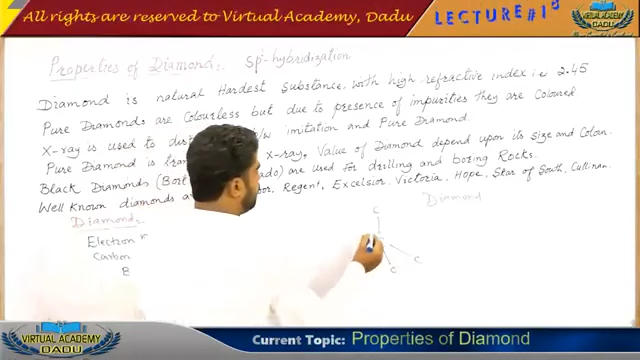 All rights are reserved to Virtual Academy, Dadu
LECTURE #1
VIRTUAL ACADEMY
DADU
Properties of Diamond:. Sp³-hybridization
Diamond is natural Hardest Substance, with high refractive index i.e 2.45
Pure Diamonds are Colourless but due to presence of impurities they are Coloured
X-ray is used to b/w imitation and Pure Diamond.
Pure Diamond is X-ray. Value of Diamond depend upon its size and Colour.
Black Diamonds (Bort are used for drilling and boring Rocks.
Well Known diamonds Regent, Excelsior, Victoria, Hope, Star of South, Cullinan.
Diamond:
Diamond
Electron
Carbon
C
C
C
VIRTUAL ACADEMY
DADU
Current Topic: Properties of Diamond